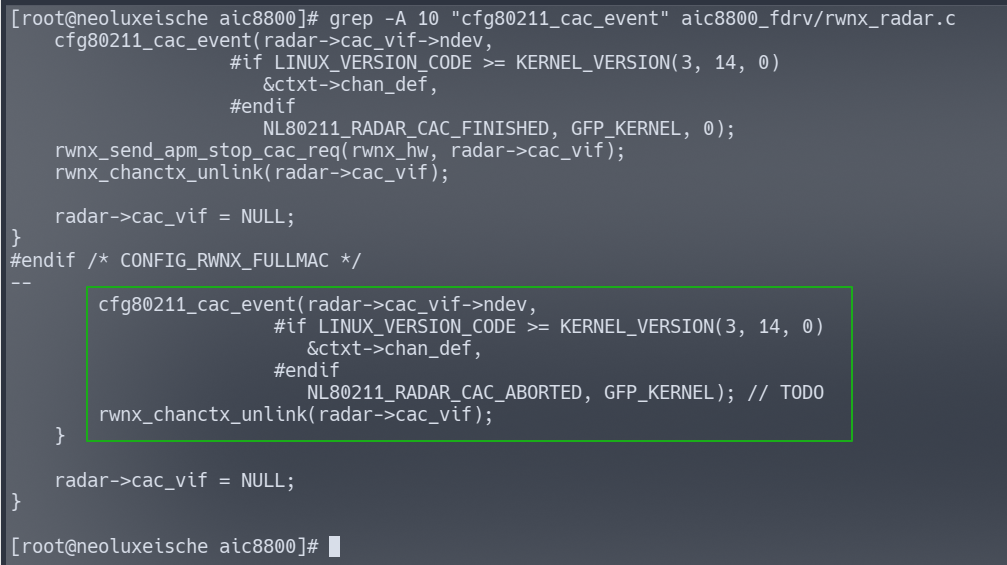 [root@neoluxeische aic8800]# grep -A 10 "cfg80211_cac_event" aic8800_fdrv/rwnx_radar.c
    cfg80211_cac_event(radar->cac_vif->ndev,
                    #if LINUX_VERSION_CODE >= KERNEL_VERSION(3, 14, 0)
                       &ctxt->chan_def,
                    #endif
                       NL80211_RADAR_CAC_FINISHED, GFP_KERNEL, 0);
    rwnx_send_apm_stop_cac_req(rwnx_hw, radar->cac_vif);
    rwnx_chanctx_unlink(radar->cac_vif);

    radar->cac_vif = NULL;
}
#endif /* CONFIG_RWNX_FULLMAC */
--
        cfg80211_cac_event(radar->cac_vif->ndev,
                        #if LINUX_VERSION_CODE >= KERNEL_VERSION(3, 14, 0)
                           &ctxt->chan_def,
                        #endif
                           NL80211_RADAR_CAC_ABORTED, GFP_KERNEL); // TODO
        rwnx_chanctx_unlink(radar->cac_vif);
    }

    radar->cac_vif = NULL;
}

[root@neoluxeische aic8800]#